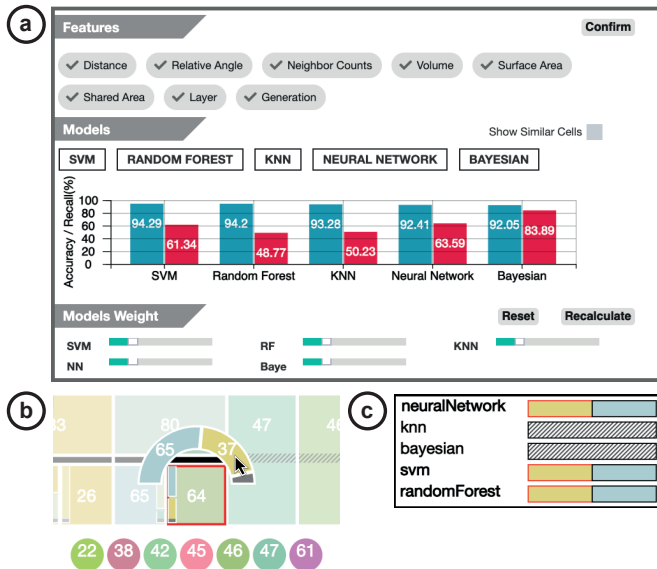 a
Features
Confirm
Distance Relative Angle Neighbor Counts Volume Surface Area
Shared Area Layer Generation
Models
Show Similar Cells
SVM RANDOM FOREST KNN NEURAL NETWORK BAYESIAN
Accuracy / Recall(%)
100
80
60
40
20
0
94.29 61.34 94.2 48.77 93.28 50.23 92.41 63.59 92.05 83.89
SVM Random Forest KNN Neural Network Bayesian
Models Weight
Reset Recalculate
SVM RF KNN
NN Baye
b
80 47
65 37
26 65 64
22 38 42 45 46 47 61
c
neuralNetwork
knn
bayesian
svm
randomForest